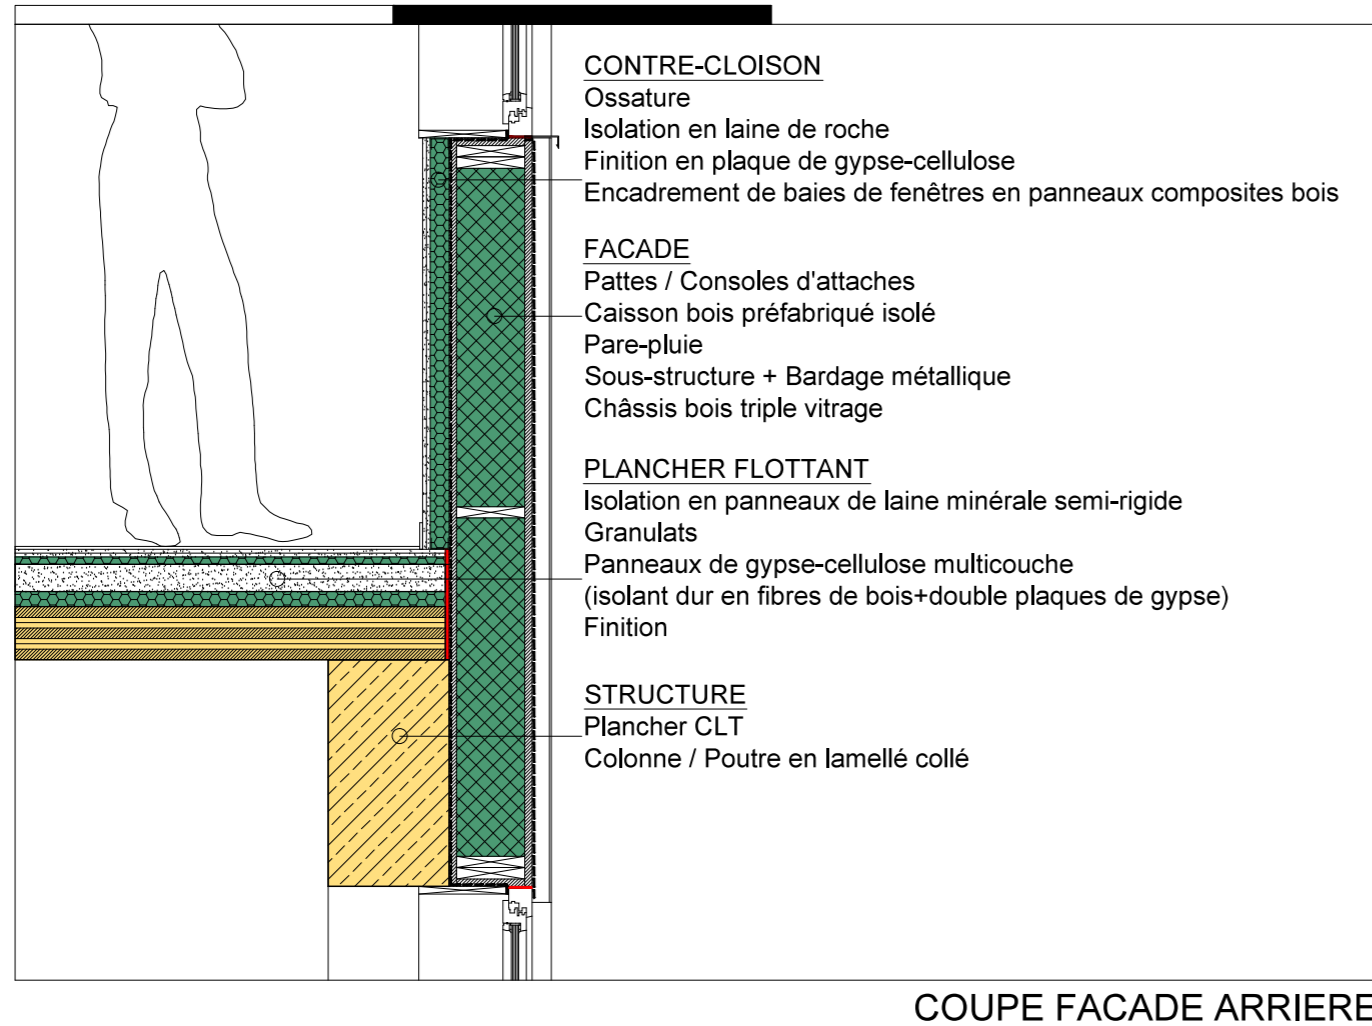 CONTRE-CLOISON
Ossature
Isolation en laine de roche
Finition en plaque de gypse-cellulose
Encadrement de baies de fenêtres en panneaux composites bois
FACADE
Pattes / Consoles d'attaches
Caisson bois préfabriqué isolé
Pare-pluie
Sous-structure + Bardage métallique
Châssis bois triple vitrage
PLANCHER FLOTTANT
Isolation en panneaux de laine minérale semi-rigide
Granulats
Panneaux de gypse-cellulose multicouche
(isolant dur en fibres de bois+double plaques de gypse)
Finition
STRUCTURE
Plancher CLT
Colonne / Poutre en lamellé collé
COUPE FACADE ARRIERE